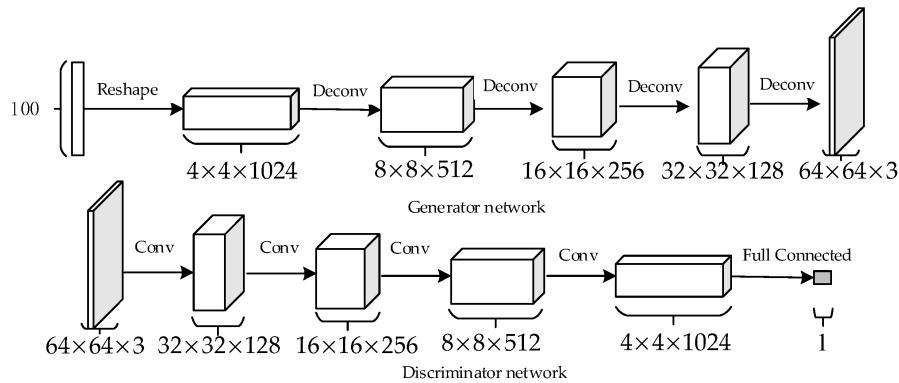 100
Reshape
Deconv
Deconv
Deconv
Deconv
4×4×1024
8×8×512
16×16×256
32×32×128
64×64×3
Generator network
Conv
Conv
Conv
Conv
Full Connected
64×64×3
32×32×128
16×16×256
8×8×512
4×4×1024
1
Discriminator network